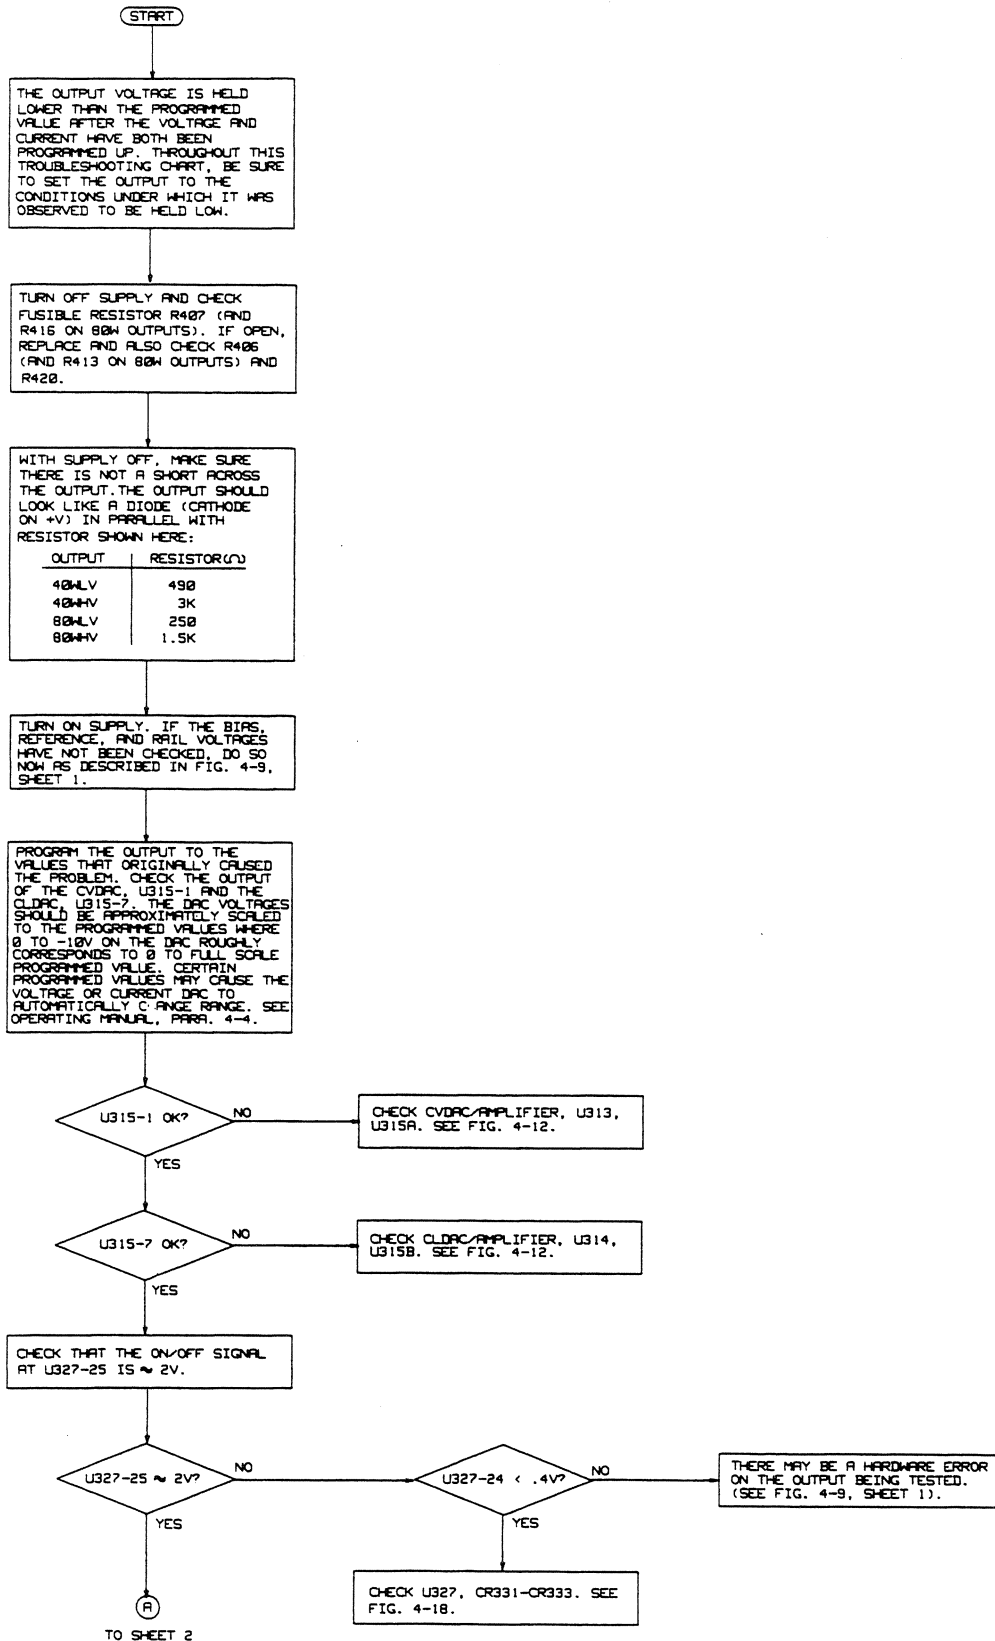 START
THE OUTPUT VOLTAGE IS HELD
LOWER THAN THE PROGRAMMED
VALUE AFTER THE VOLTAGE AND
CURRENT HAVE BOTH BEEN
PROGRAMMED UP. THROUGHOUT THIS
TROUBLESHOOTING CHART, BE SURE
TO SET THE OUTPUT TO THE
CONDITIONS UNDER WHICH IT WAS
OBSERVED TO BE HELD LOW.
TURN OFF SUPPLY AND CHECK
FUSIBLE RESISTOR R407 (AND
R416 ON 80W OUTPUTS). IF OPEN,
REPLACE AND ALSO CHECK R406
(AND R413 ON 80W OUTPUTS) AND
R420.
WITH SUPPLY OFF, MAKE SURE
THERE IS NOT A SHORT ACROSS
THE OUTPUT. THE OUTPUT SHOULD
LOOK LIKE A DIODE (CATHODE
ON +V) IN PARALLEL WITH
RESISTOR SHOWN HERE:
OUTPUT RESISTOR(Ω)
40WLV 490
40WHV 3K
80WLV 250
80WHV 1.5K
TURN ON SUPPLY. IF THE BIAS,
REFERENCE, AND RAIL VOLTAGES
HAVE NOT BEEN CHECKED, DO SO
NOW AS DESCRIBED IN FIG. 4-9,
SHEET 1.
PROGRAM THE OUTPUT TO THE
VALUES THAT ORIGINALLY CAUSED
THE PROBLEM. CHECK THE OUTPUT
OF THE CVDAC, U315-1 AND THE
CLDAC, U315-7. THE DAC VOLTAGES
SHOULD BE APPROXIMATELY SCALED
TO THE PROGRAMMED VALUES WHERE
0 TO -10V ON THE DAC ROUGHLY
CORRESPONDS TO 0 TO FULL SCALE
PROGRAMMED VALUE. CERTAIN
PROGRAMMED VALUES MAY CAUSE THE
VOLTAGE OR CURRENT DAC TO
AUTOMATICALLY C ANGE RANGE. SEE
OPERATING MANUAL, PARA. 4-4.
U315-1 OK?
NO
CHECK CVDAC/AMPLIFIER, U313,
U315A. SEE FIG. 4-12.
YES
U315-7 OK?
NO
CHECK CLDAC/AMPLIFIER, U314,
U315B. SEE FIG. 4-12.
YES
CHECK THAT THE ON/OFF SIGNAL
AT U327-25 IS ≈ 2V.
U327-25 ≈ 2V?
NO
U327-24 < .4V?
NO
THERE MAY BE A HARDWARE ERROR
ON THE OUTPUT BEING TESTED.
(SEE FIG. 4-9, SHEET 1).
YES
YES
CHECK U327, CR331-CR333. SEE
FIG. 4-18.
A
TO SHEET 2